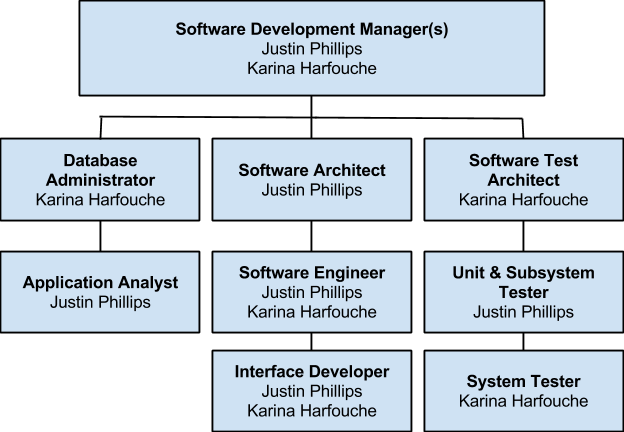 Software Development Manager(s)
Justin Phillips
Karina Harfouche
Database
Administrator
Karina Harfouche
Software Architect
Justin Phillips
Software Test
Architect
Karina Harfouche
Application Analyst
Justin Phillips
Software Engineer
Justin Phillips
Karina Harfouche
Unit & Subsystem
Tester
Justin Phillips
Interface Developer
Justin Phillips
Karina Harfouche
System Tester
Karina Harfouche